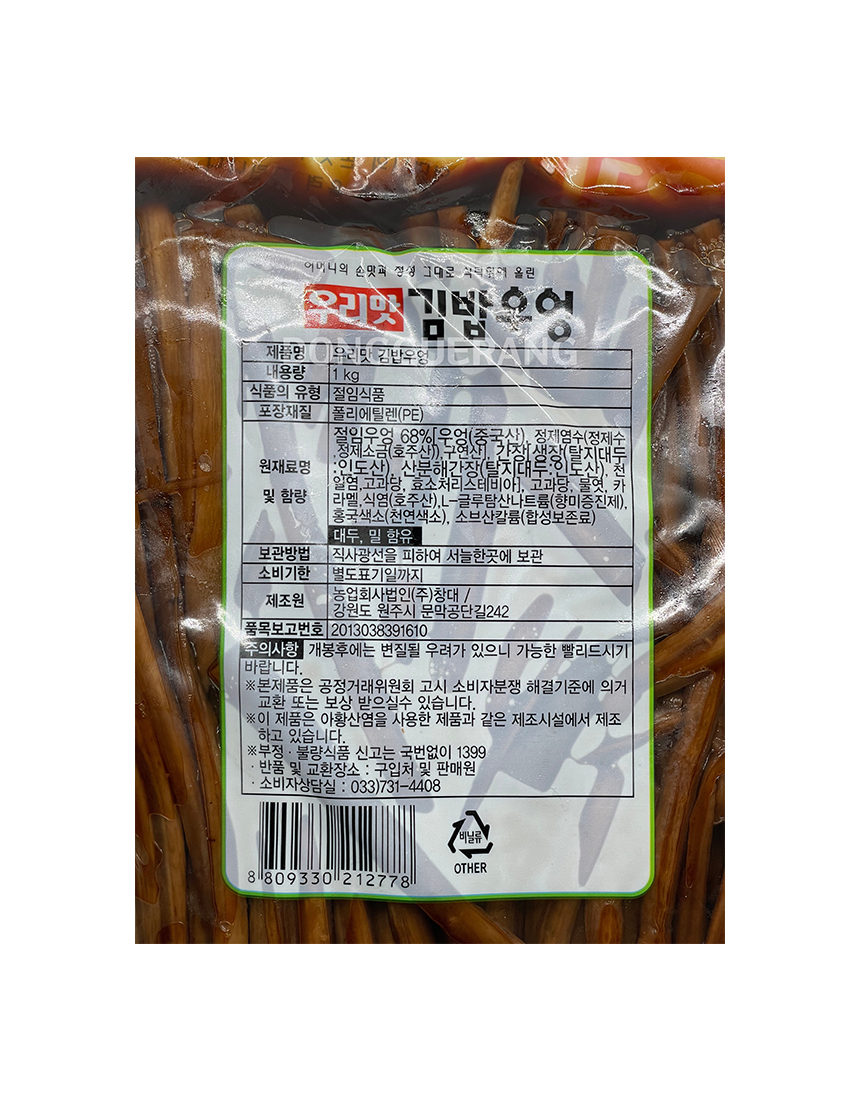 어머니의 손맛과 정성 그대로 식탁위에 올린
우리맛 김밥우엉
DONGGUERANG
제품명 우리맛 김밥우엉
내용량 1 kg
식품의 유형 절임식품
포장재질 폴리에틸렌(PE)
원재료명 및 함량
절임우엉 68%[우엉(중국산), 정제염수(정제수
,정제소금(호주산)),구연산], 간장[생장(탈지대두
:인도산), 산분해간장(탈지대두:인도산), 천
일염,고과당, 효소처리스테비아], 고과당, 물엿, 카
라멜,식염(호주산),L-글루탐산나트륨(향미증진제),
홍국색소(천연색소), 소브산칼륨(합성보존료)
대두, 밀 함유
보관방법 직사광선을 피하여 서늘한곳에 보관
소비기한 별도표기일까지
제조원 농업회사법인(주)창대 /
강원도 원주시 문막공단길242
품목보고번호 2013038391610
주의사항 개봉후에는 변질될 우려가 있으니 가능한 빨리드시기
바랍니다.
※본제품은 공정거래위원회 고시 소비자분쟁 해결기준에 의거
교환 또는 보상 받으실수 있습니다.
※이 제품은 아황산염을 사용한 제품과 같은 제조시설에서 제조
하고 있습니다.
※부정·불량식품 신고는 국번없이 1399
· 반품 및 교환장소 : 구입처 및 판매원
· 소비자상담실 : 033)731-4408
비닐류
OTHER
8 809330 212778